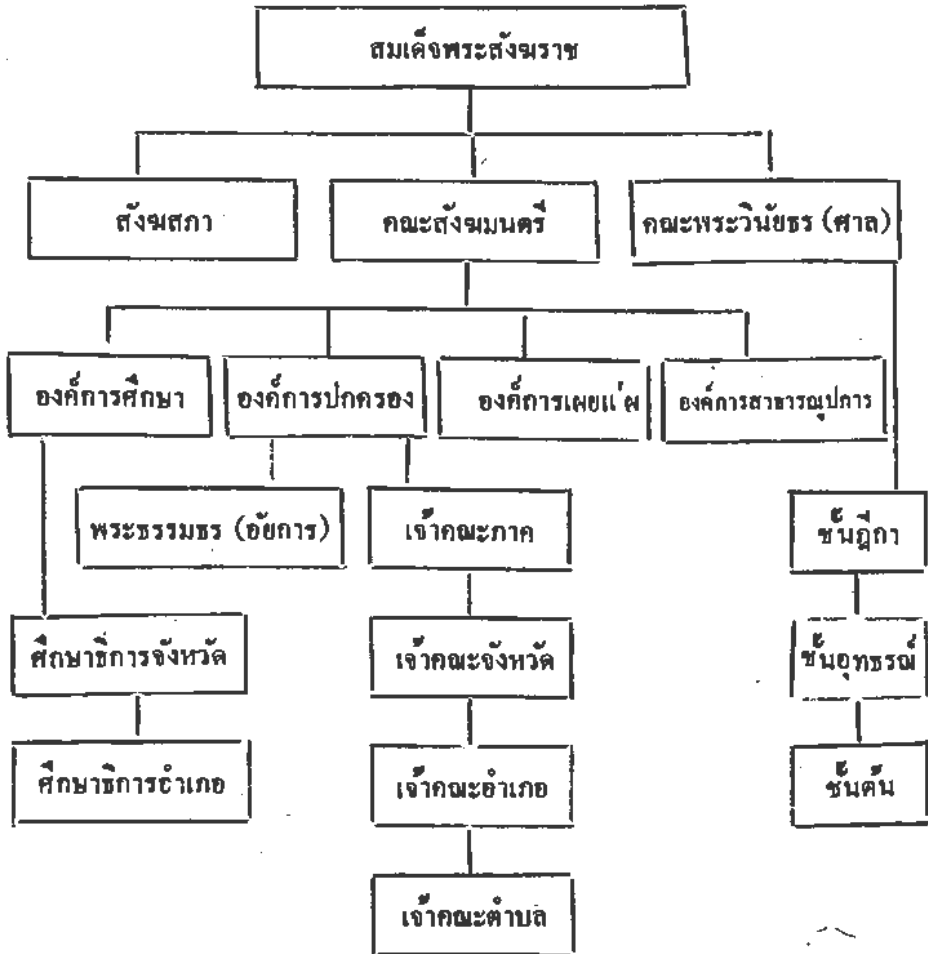 สมเด็จพระสังฆราช
สังฆสภา
คณะสังฆมนตรี
คณะพระวินัยธร (ศาล)
องค์การศึกษา
องค์การปกครอง
องค์การเผยแผ่ผ
องค์การสาธารณูปการ
พระธรรมธร (อัยการ)
เจ้าคณะภาค
ชั้นฎีกา
ศึกษาธิการจังหวัด
เจ้าคณะจังหวัด
ชั้นอุทธรณ์
ศึกษาธิการอำเภอ
เจ้าคณะอำเภอ
ชั้นต้น
เจ้าคณะตำบล